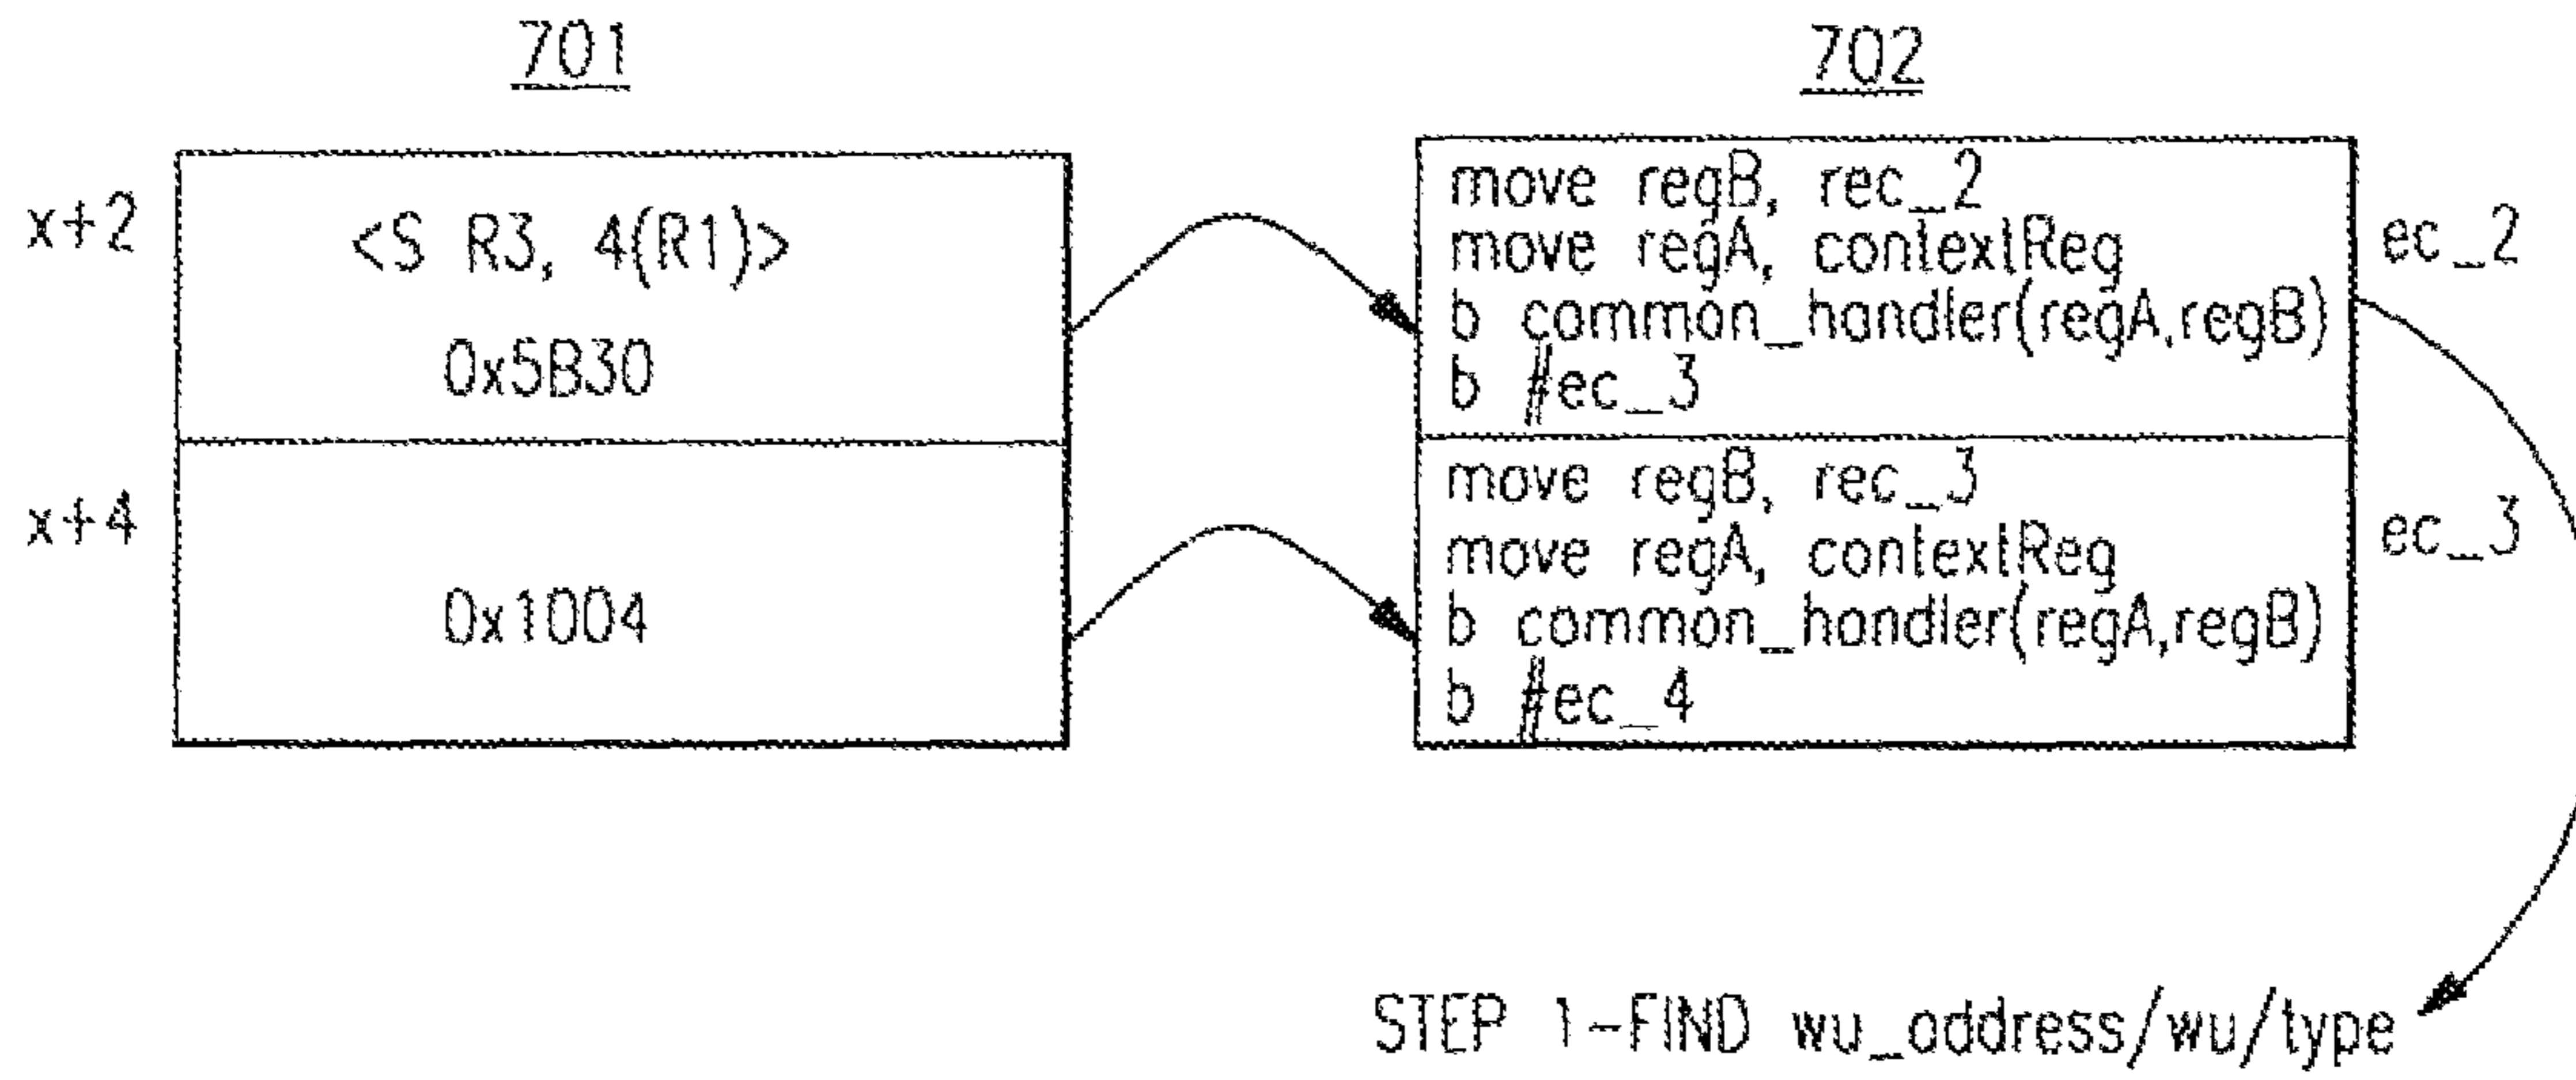 701
702
x+2
<S R3, 4(R1)>
0x5B30
x+4
0x1004
move regB, rec_2
move regA, contextReg
b common_handler(regA,regB)
b #ec_3
ec_2
move regB, rec_3
move regA, contextReg
b common_handler(regA,regB)
b #ec_4
ec_3
STEP 1-FIND wu_address/wu/type